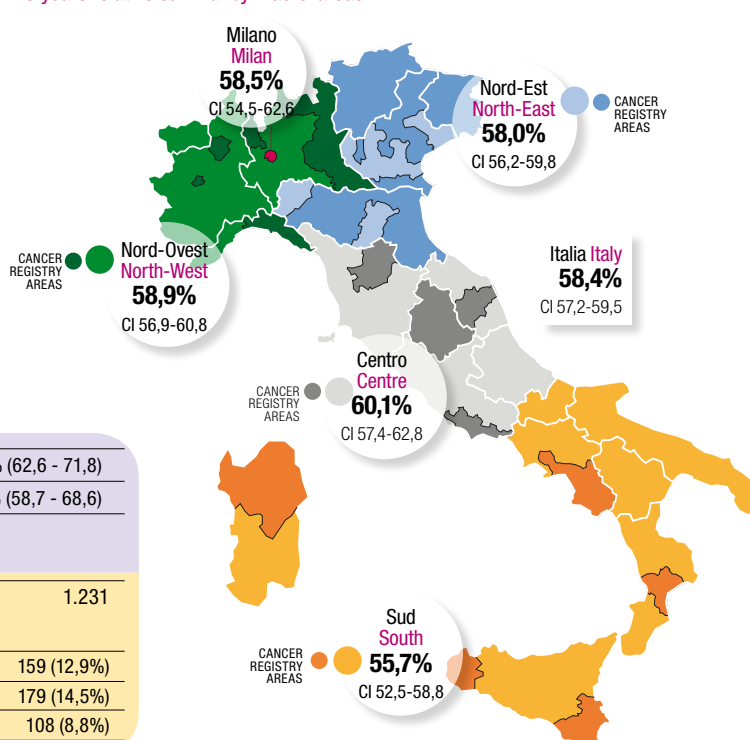 Milano
Milan
58,5%
CI 54,5-62,6
Nord-Est
North-East
58,0%
CI 56,2-59,8
CANCER
REGISTRY
AREAS
CANCER
REGISTRY
AREAS
Nord-Ovest
North-West
58,9%
CI 56,9-60,8
Italia Italy
58,4%
CI 57,2-59,5
CANCER
REGISTRY
AREAS
Centro
Centre
60,1%
CI 57,4-62,8
(62,6 - 71,8)
(58,7 - 68,6)
1.231
159 (12,9%)
179 (14,5%)
108 (8,8%)
CANCER
REGISTRY
AREAS
Sud
South
55,7%
CI 52,5-58,8